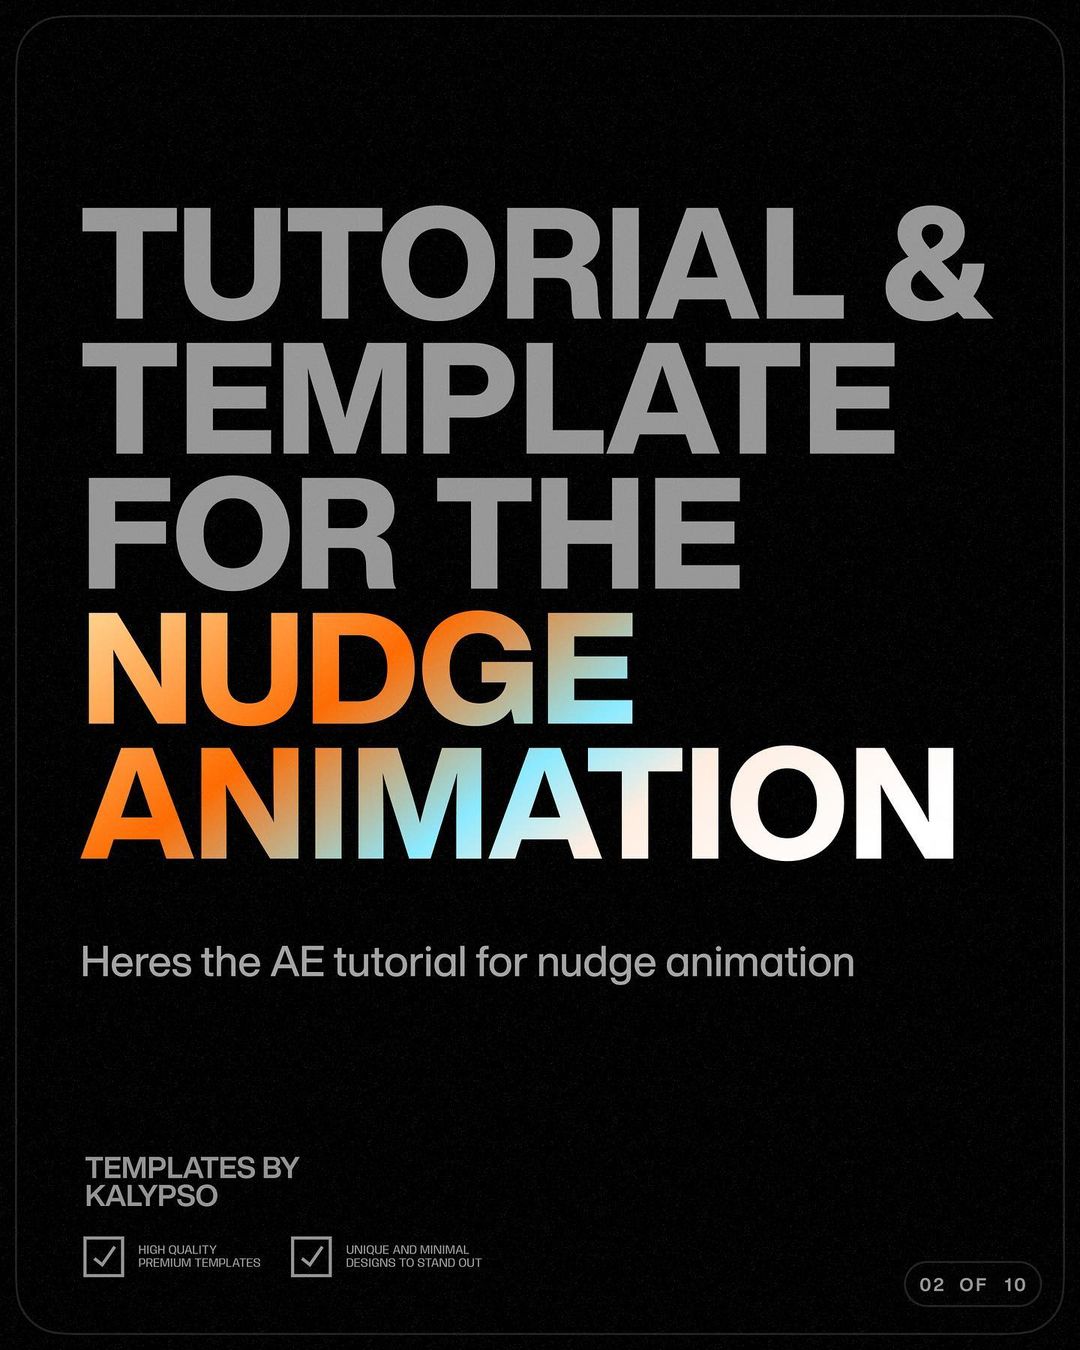 TUTORIAL &
TEMPLATE
FOR THE
NUDGE
ANIMATION
Heres the AE tutorial for nudge animation
TEMPLATES BY
KALYPSO
HIGH QUALITY
PREMIUM TEMPLATES
UNIQUE AND MINIMAL
DESIGNS TO STAND OUT
02 OF 10